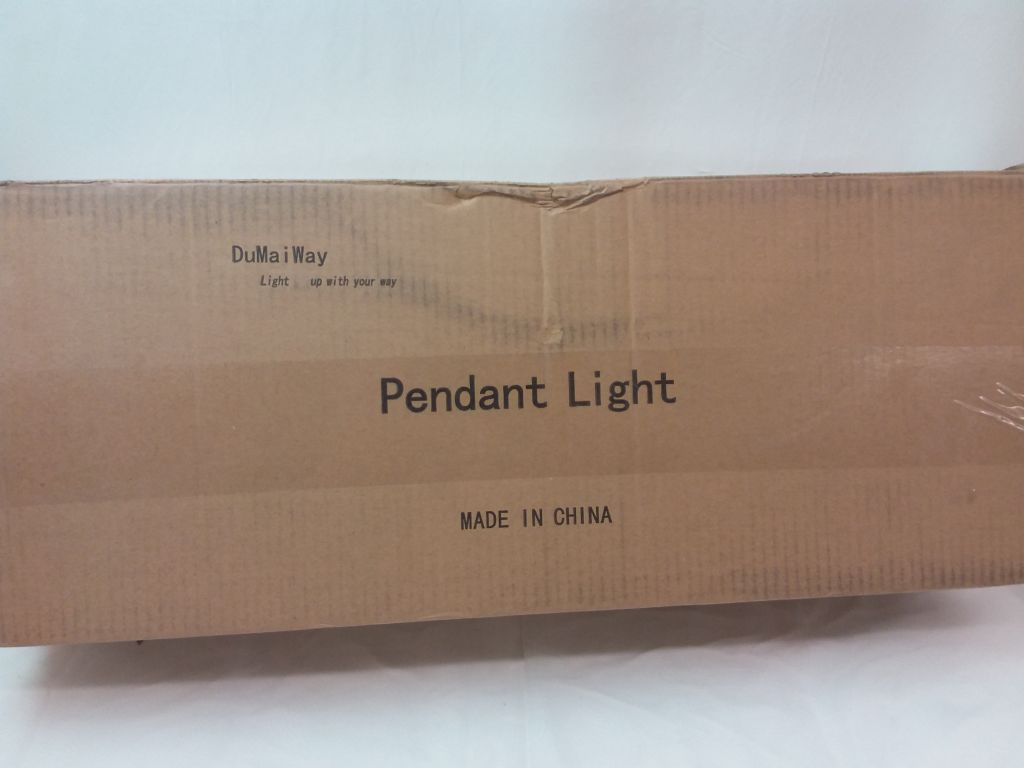 DuMaiWay
Light up with your way
Pendant Light
MADE IN CHINA